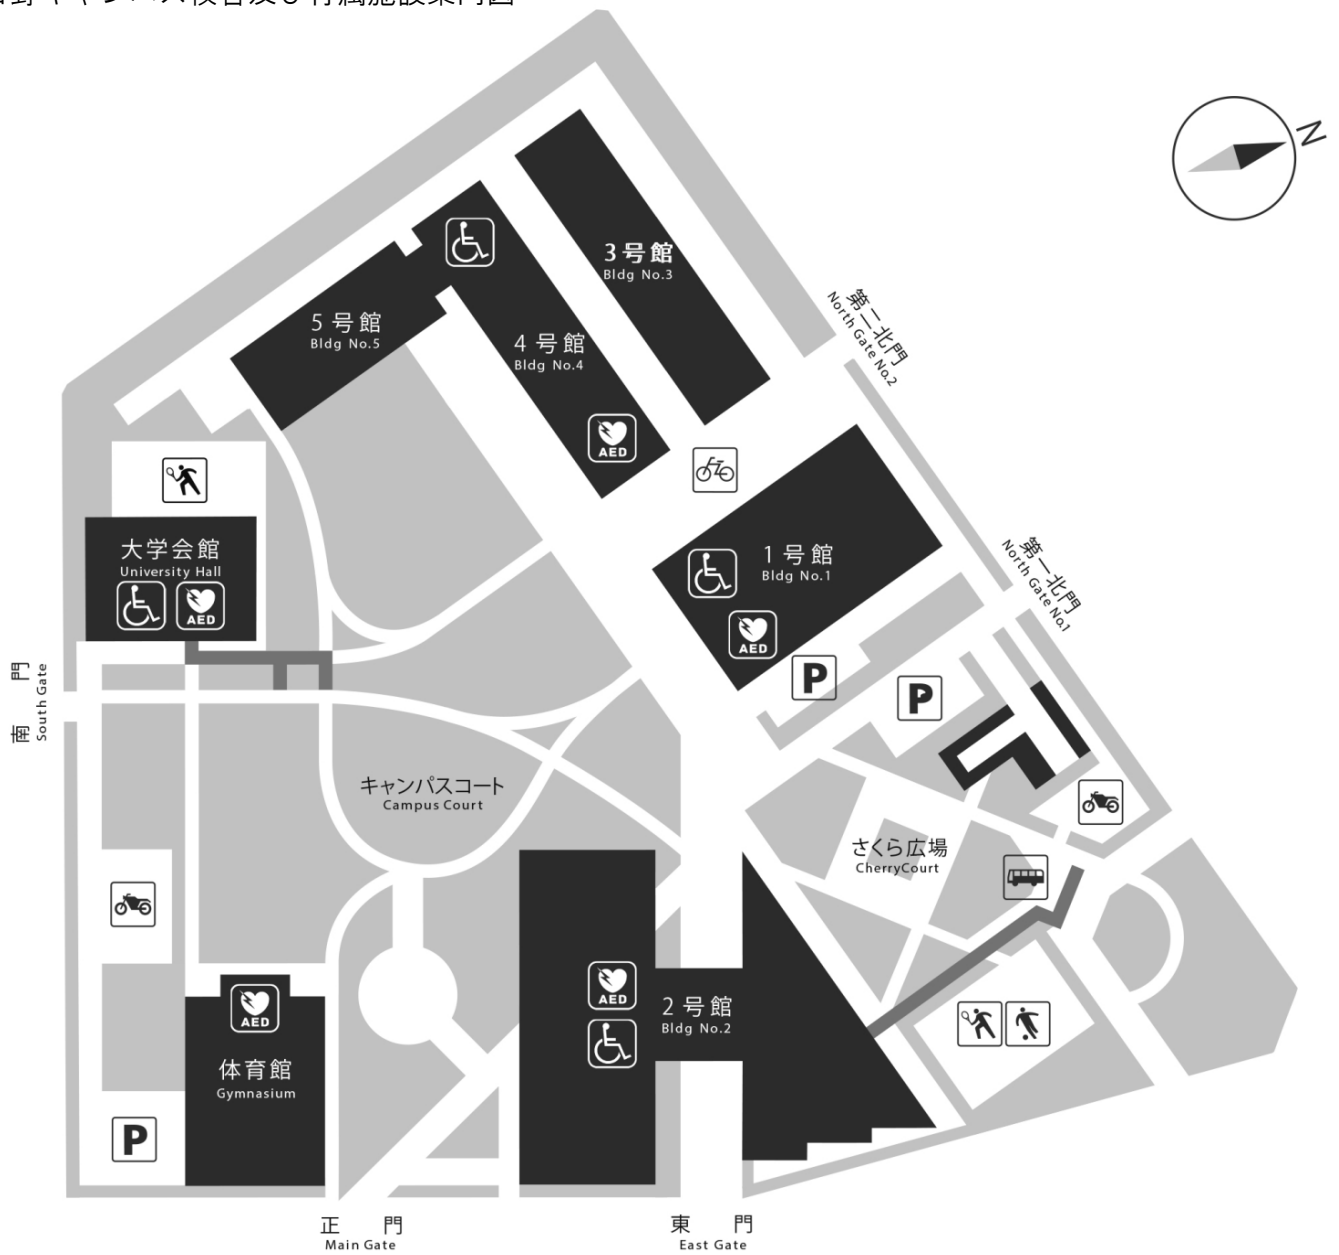 N
3号館
Bldg No.3
5号館
Bldg No.5
4号館
Bldg No.4
AED
第二北門
North Gate No.2
大学会館
University Hall
AED
1号館
Bldg No.1
AED
第一北門
North Gate No.1
P
P
南門
South Gate
キャンパスコート
Campus Court
さくら広場
CherryCourt
AED
体育館
Gymnasium
AED
2号館
Bldg No.2
P
正門
Main Gate
東門
East Gate